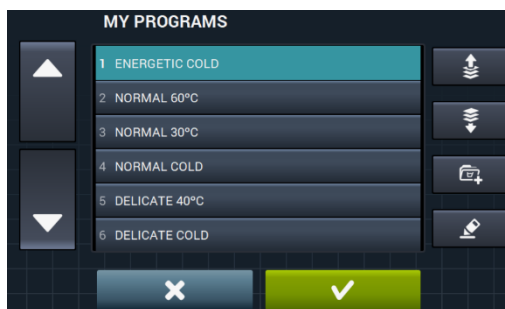 MY PROGRAMS
1 ENERGETIC COLD
2 NORMAL 60ºC
3 NORMAL 30ºC
4 NORMAL COLD
5 DELICATE 40ºC
6 DELICATE COLD